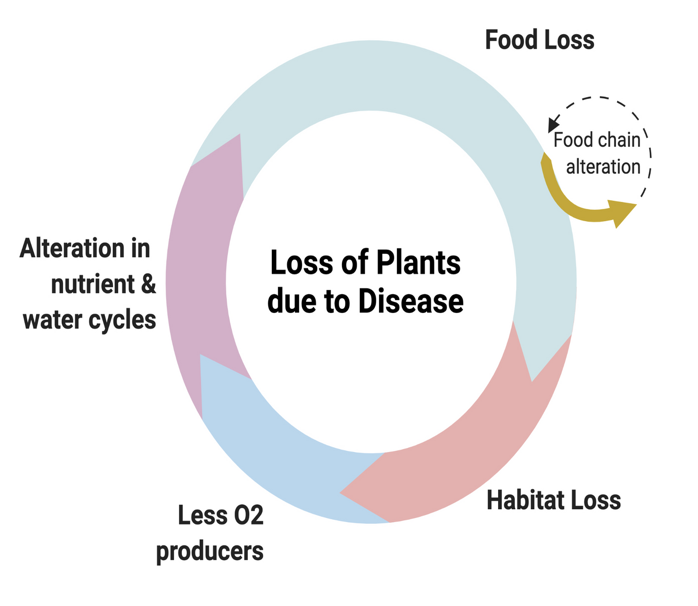 Food Loss
Food chain
alteration
Loss of Plants
due to Disease
Alteration in
nutrient &
water cycles
Habitat Loss
Less O2
producers